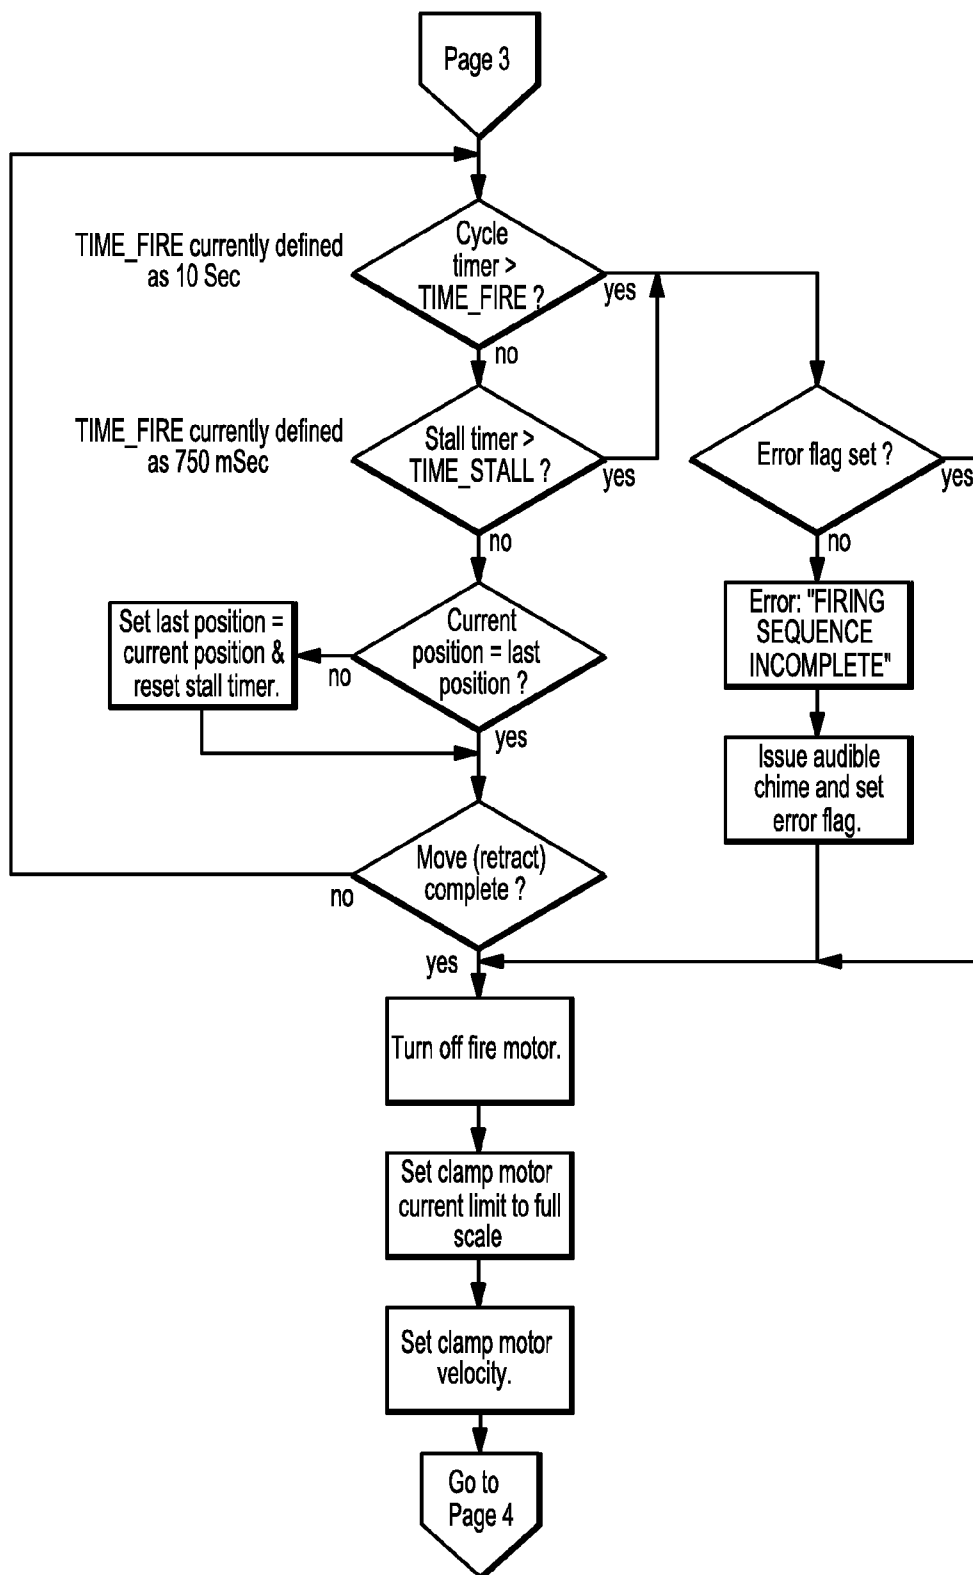 Page 3
TIME_FIRE currently defined
as 10 Sec
Cycle
timer >
TIME_FIRE ?
yes
no
TIME_FIRE currently defined
as 750 mSec
Stall timer >
TIME_STALL ?
yes
no
Error flag set ?
yes
no
Set last position =
current position &
reset stall timer.
no
Current
position = last
position ?
yes
Error: "FIRING
SEQUENCE
INCOMPLETE"
Issue audible
chime and set
error flag.
Move (retract)
complete ?
no
yes
Turn off fire motor.
Set clamp motor
current limit to full
scale
Set clamp motor
velocity.
Go to
Page 4